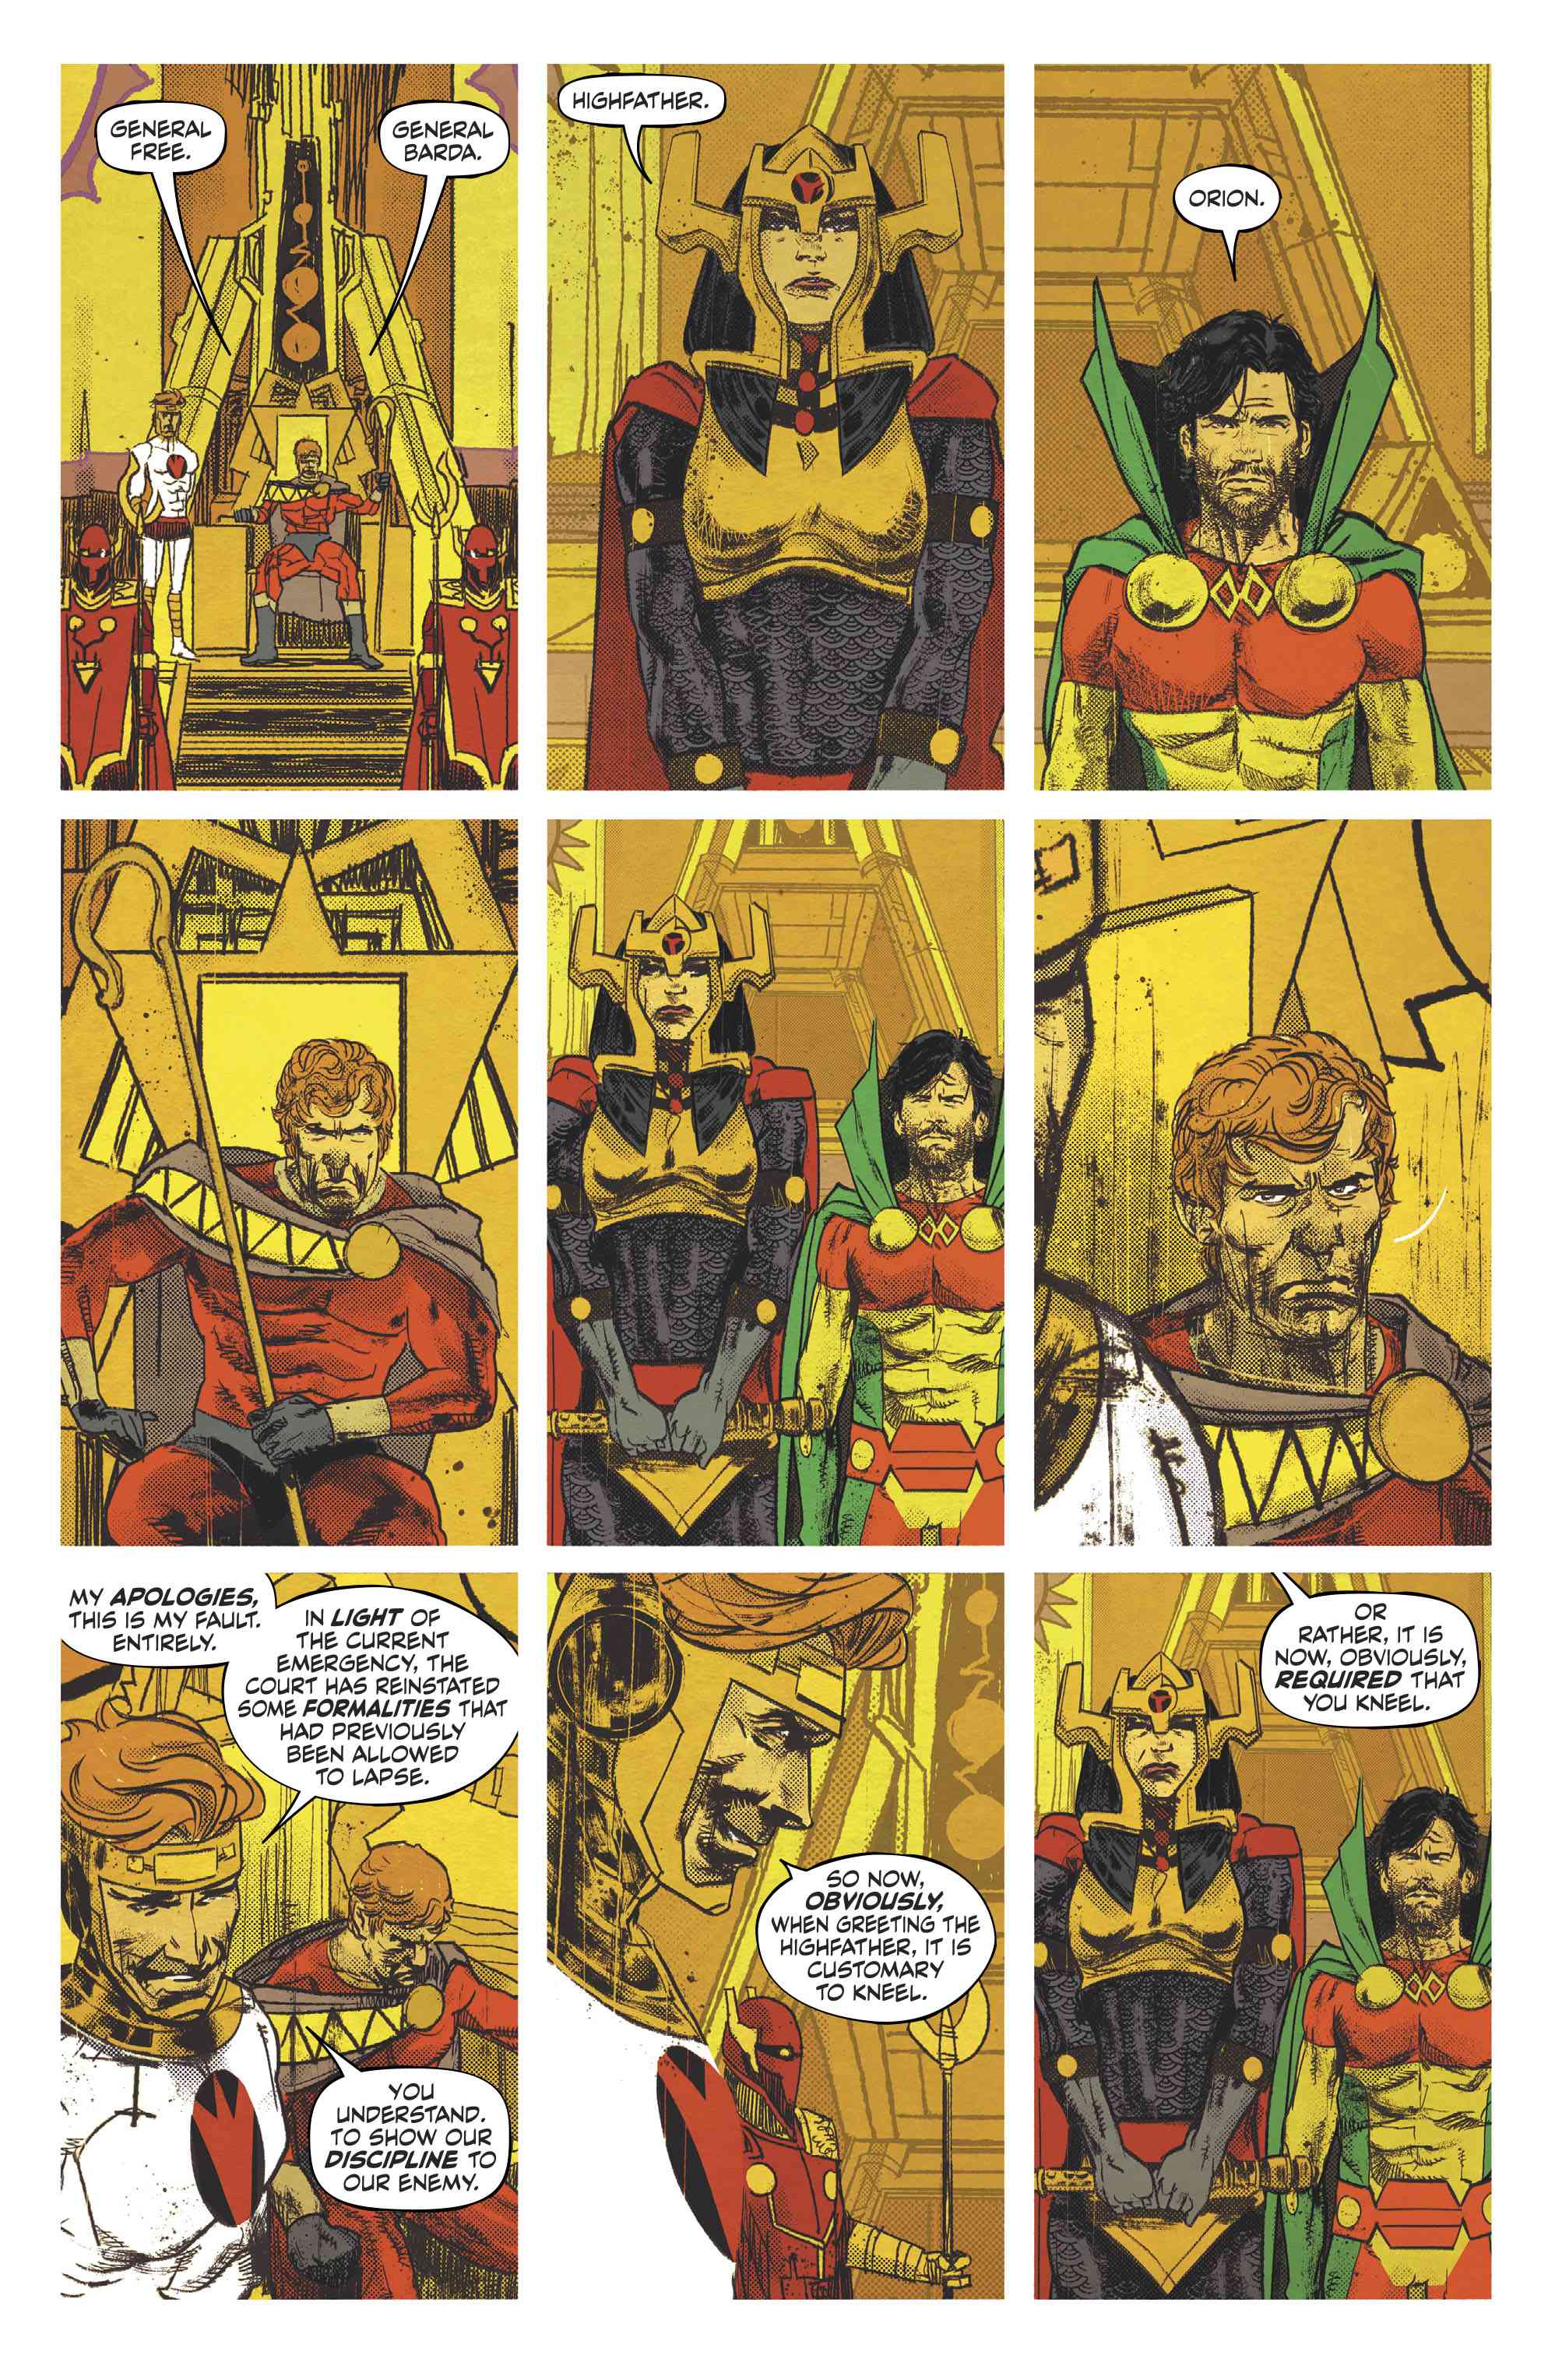 GENERAL
FREE.
GENERAL
BARDA.
HIGHFATHER.
ORION.
MY APOLOGIES,
THIS IS MY FAULT.
ENTIRELY.
IN LIGHT OF
THE CURRENT
EMERGENCY, THE
COURT HAS REINSTATED
SOME FORMALITIES THAT
HAD PREVIOUSLY
BEEN ALLOWED
TO LAPSE.
YOU
UNDERSTAND.
TO SHOW OUR
DISCIPLINE TO
OUR ENEMY.
SO NOW,
OBVIOUSLY,
WHEN GREETING THE
HIGHFATHER, IT IS
CUSTOMARY
TO KNEEL.
OR
RATHER, IT IS
NOW, OBVIOUSLY,
REQUIRED THAT
YOU KNEEL.